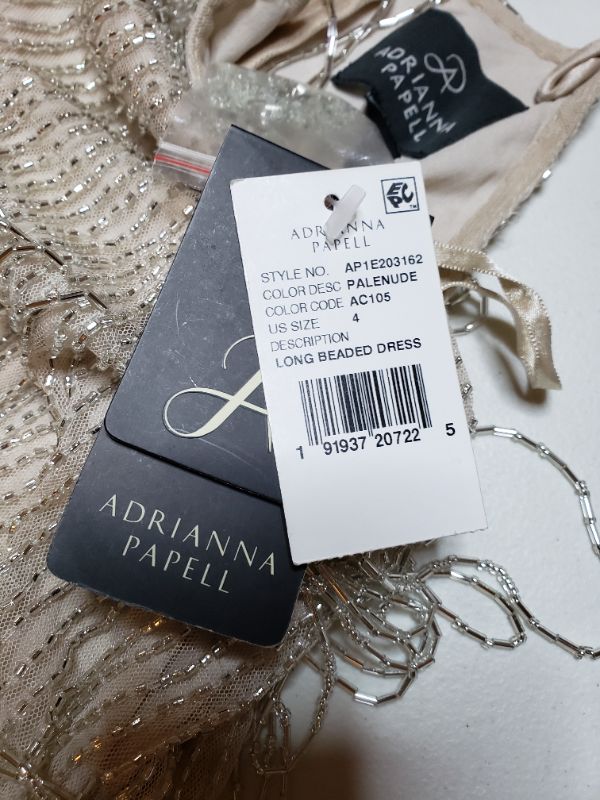 ADRIANNA
PAPELL
EPC
ADRIANNA
PAPELL
STYLE NO. AP1E203162
COLOR DESC PALENUDE
COLOR CODE AC105
US SIZE 4
DESCRIPTION
LONG BEADED DRESS
1 91937 20722 5
A
ADRIANNA
PAPELL